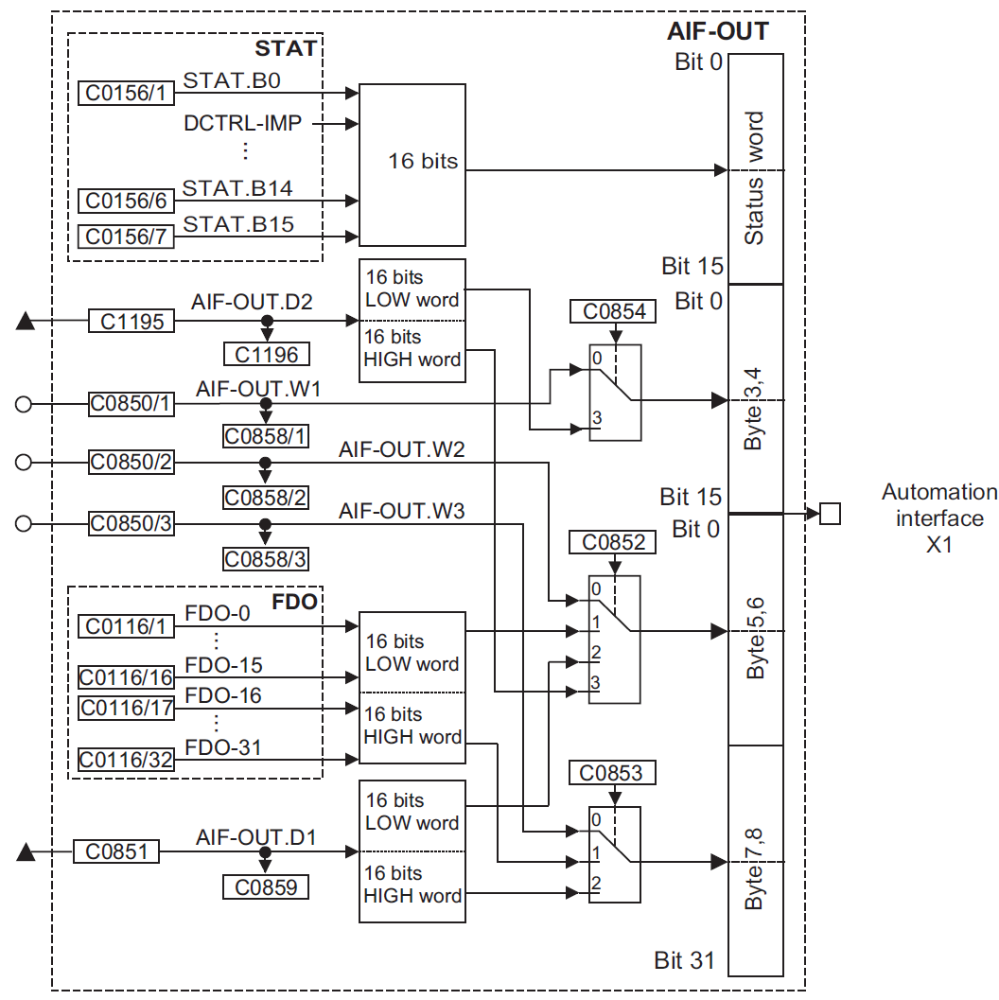 AIF-OUT
STAT
Bit 0
C0156/1
STAT.B0
DCTRL-IMP
⋮
16 bits
C0156/6
STAT.B14
C0156/7
STAT.B15
Status word
Bit 15
16 bits
LOW word
16 bits
HIGH word
C1195
AIF-OUT.D2
C1196
Bit 0
C0854
0
3
Byte 3,4
C0850/1
AIF-OUT.W1
C0858/1
C0850/2
AIF-OUT.W2
C0858/2
Bit 15
C0850/3
AIF-OUT.W3
C0858/3
Bit 0
Automation
interface
X1
C0852
0
1
2
3
Byte 5,6
FDO
C0116/1
FDO-0
⋮
C0116/16
FDO-15
C0116/17
FDO-16
⋮
C0116/32
FDO-31
16 bits
LOW word
16 bits
HIGH word
C0853
0
1
2
Byte 7,8
16 bits
LOW word
16 bits
HIGH word
C0851
AIF-OUT.D1
C0859
Bit 31